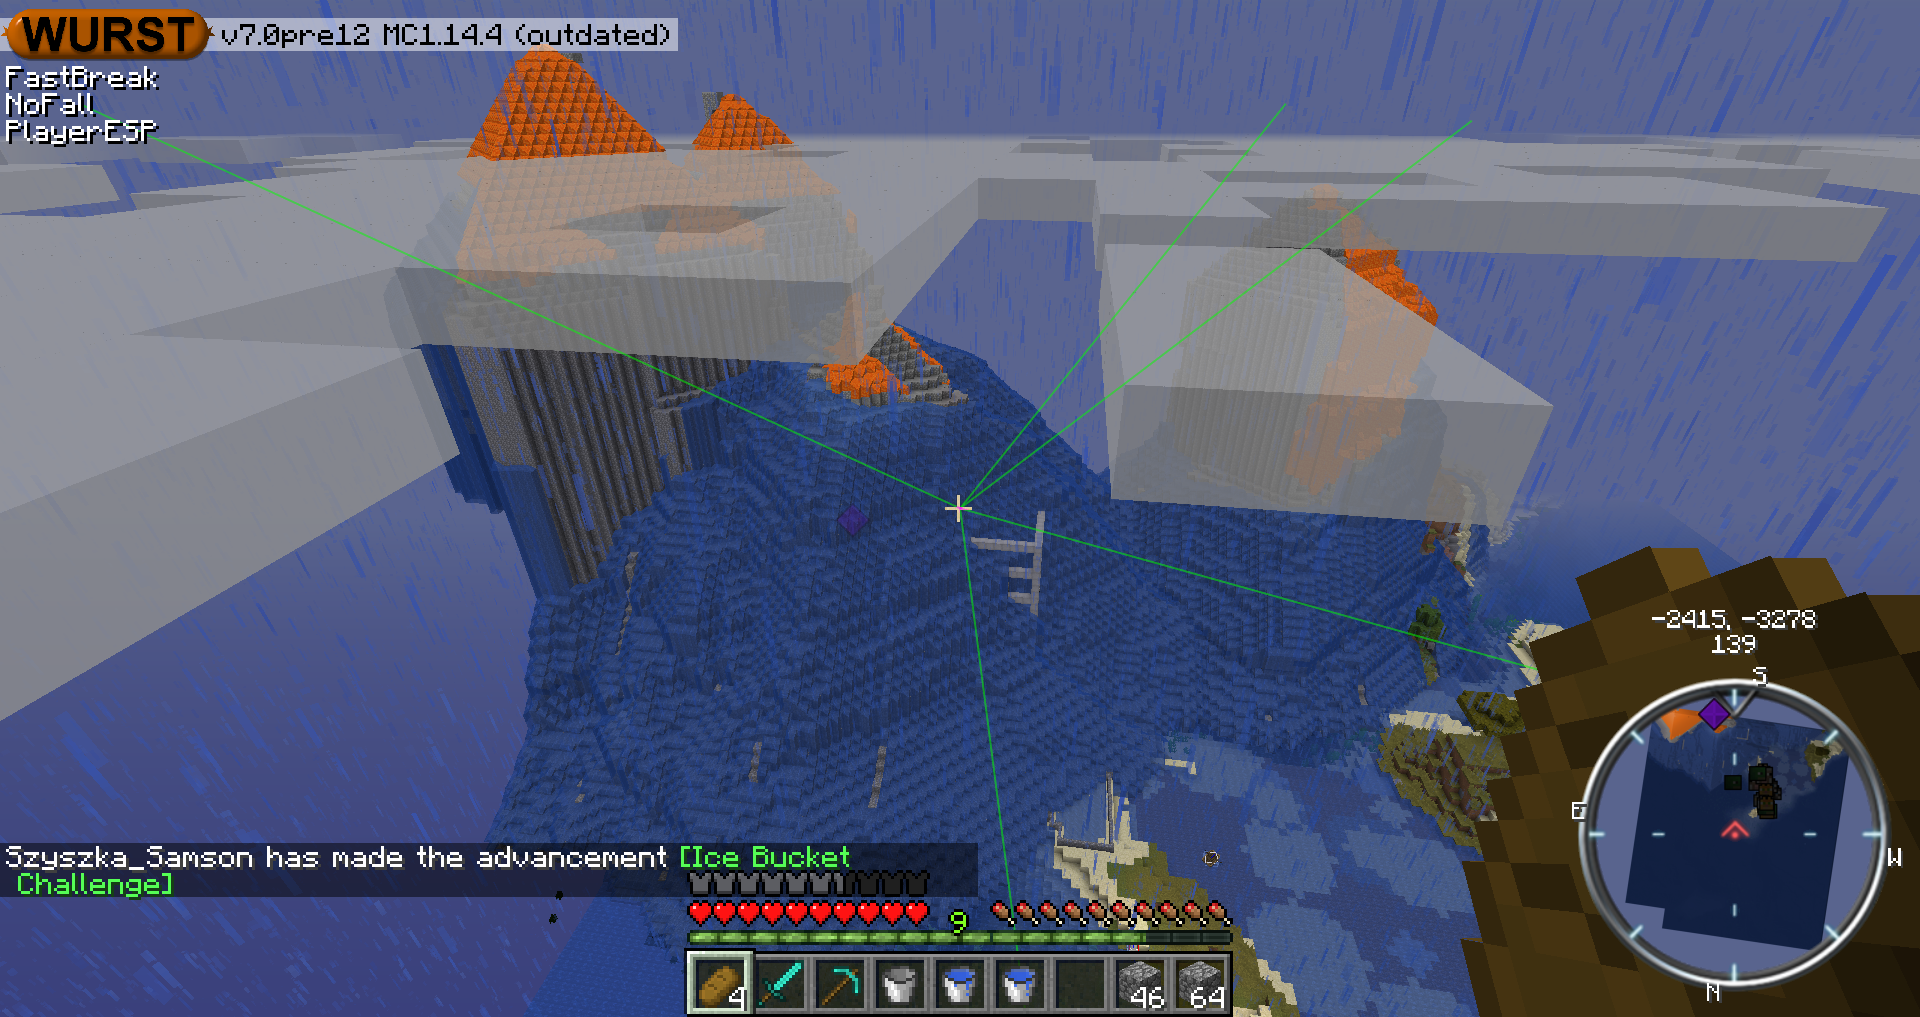 WURST v7.0pre12 MC1.14.4 (outdated)
FastBreak
NoFall
PlayerESP
-2415, -3278
139
S
E
W
N
Szyszka_Samson has made the advancement [Ice Bucket
Challenge]
9
4
46
64